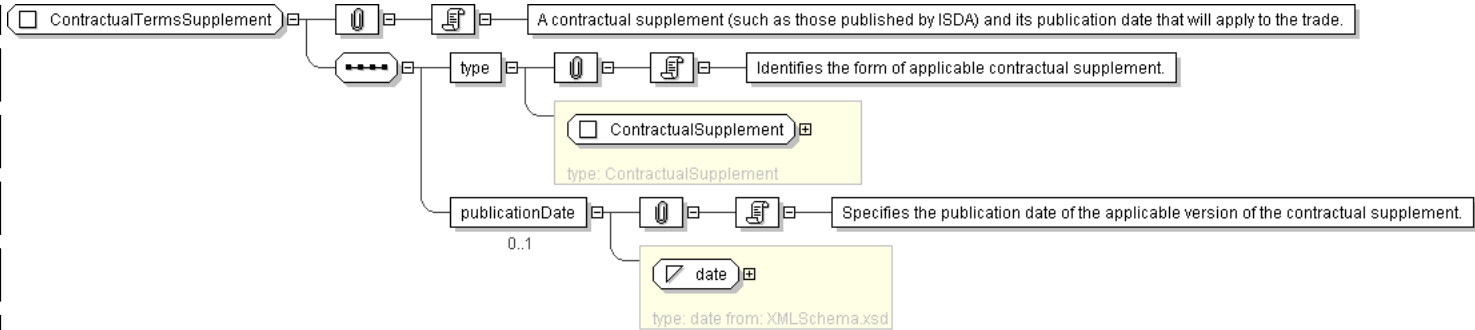 ContractualTermsSupplement
A contractual supplement (such as those published by ISDA) and its publication date that will apply to the trade.
type
Identifies the form of applicable contractual supplement.
ContractualSupplement
type: ContractualSupplement
publicationDate
Specifies the publication date of the applicable version of the contractual supplement.
0..1
date
type: date from: XMLSchema.xsd